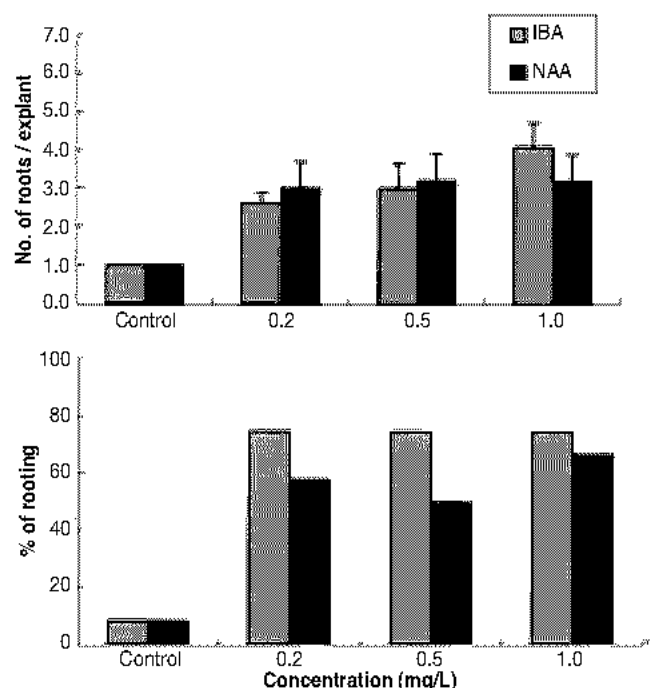 7.0
6.0
5.0
4.0
3.0
2.0
1.0
0.0
No. of roots / explant
IBA
NAA
Control 0.2 0.5 1.0
100
80
60
40
20
0
% of rooting
Control 0.2 0.5 1.0
Concentration (mg/L)